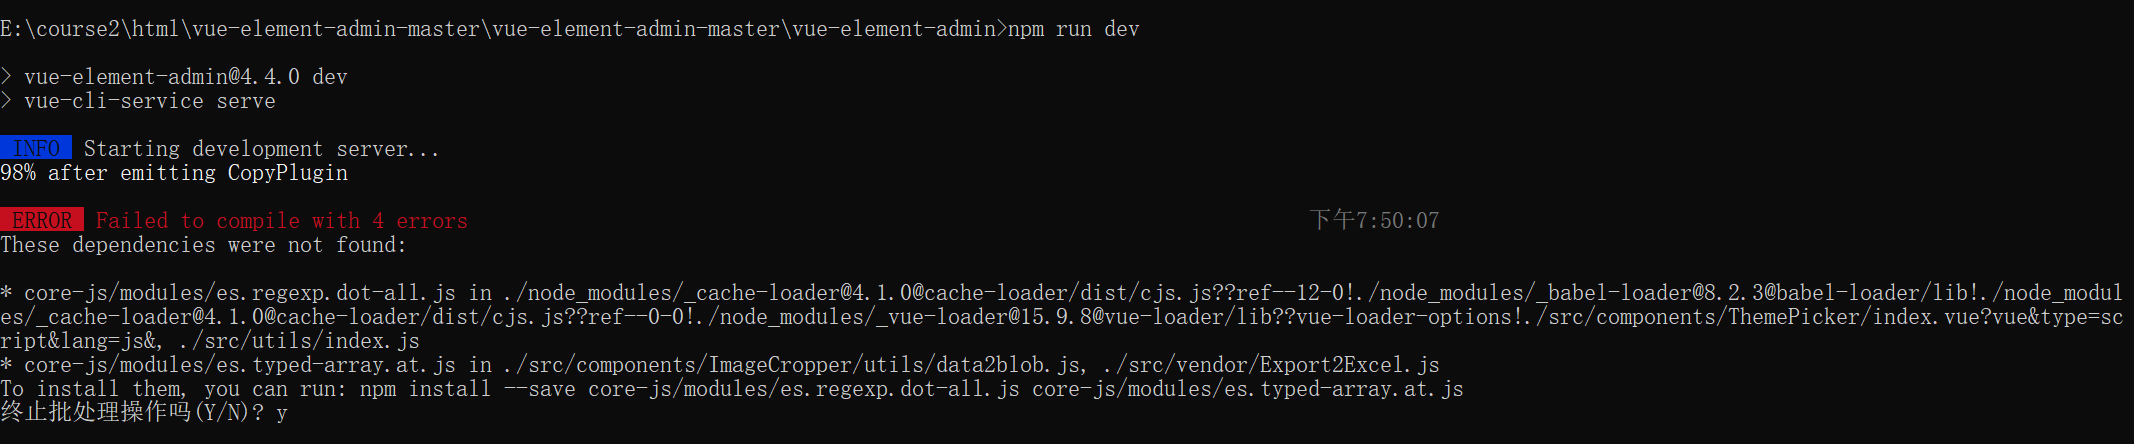 E:\course2\html\vue-element-admin-master\vue-element-admin-master\vue-element-admin>npm run dev
> vue-element-admin@4.4.0 dev
> vue-cli-service serve
INFO Starting development server...
98% after emitting CopyPlugin
ERROR Failed to compile with 4 errors 下午7:50:07
These dependencies were not found:
* core-js/modules/es.regexp.dot-all.js in ./node_modules/_cache-loader@4.1.0@cache-loader/dist/cjs.js??ref--12-0!./node_modules/_babel-loader@8.2.3@babel-loader/lib!./node_modul
es/_cache-loader@4.1.0@cache-loader/dist/cjs.js??ref--0-0!./node_modules/_vue-loader@15.9.8@vue-loader/lib??vue-loader-options!./src/components/ThemePicker/index.vue?vue&type=sc
ript&lang=js&, ./src/utils/index.js
* core-js/modules/es.typed-array.at.js in ./src/components/ImageCropper/utils/data2blob.js, ./src/vendor/Export2Excel.js
To install them, you can run: npm install --save core-js/modules/es.regexp.dot-all.js core-js/modules/es.typed-array.at.js
终止批处理操作吗(Y/N)? y